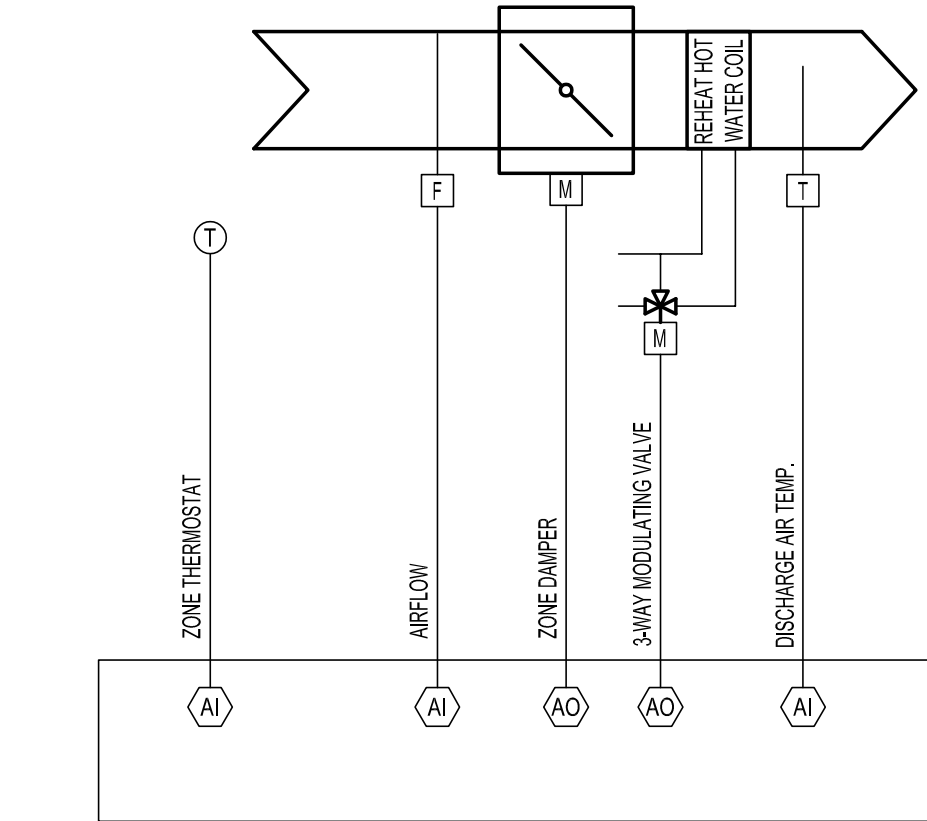 REHEAT HOT
WATER COIL
F
M
T
T
M
ZONE THERMOSTAT
AIRFLOW
ZONE DAMPER
3-WAY MODULATING VALVE
DISCHARGE AIR TEMP.
AI
AI
AO
AO
AI